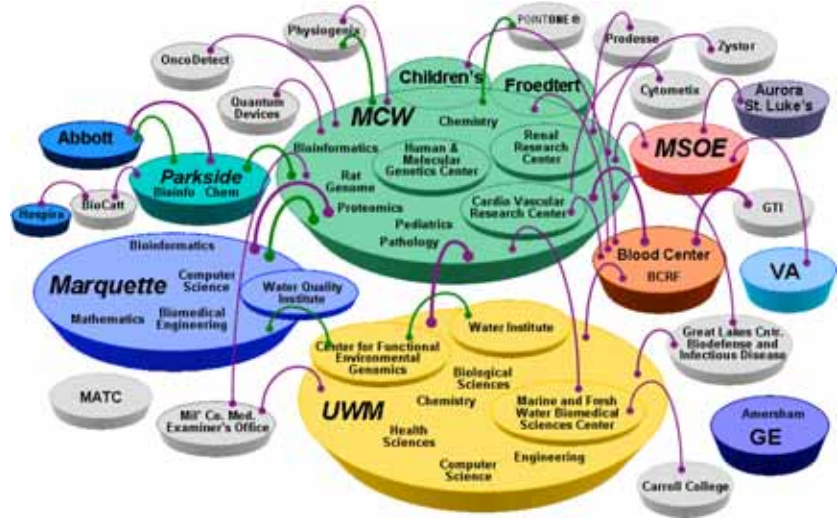 Physiogenix
POINTONE
Prodesse
Zystor
OncoDetect
Children's
Froedtert
Cytometix
Aurora
St. Luke's
Quantum
Devices
MCW
Chemistry
Abbott
Bioinformatics
Human &
Molecular
Genetics Center
Renal
Research
Center
MSOE
Parkside
Bioinfo Chem
Rat
Genome
Hospira
BioCatt
Proteomics
Cardio Vascular
Research Center
GTI
Pediatrics
Pathology
Bioinformatics
Blood Center
BCRF
VA
Marquette
Computer
Science
Water Quality
Institute
Mathematics
Biomedical
Engineering
Water Institute
Center for Functional
Environmental
Genomics
Great Lakes Cntr.
Biodefense and
Infectious Disease
Biological
Sciences
MATC
Chemistry
Marine and Fresh
Water Biomedical
Sciences Center
Mil' Co. Med.
Examiner's Office
UWM
Health
Sciences
Amersham
GE
Engineering
Computer
Science
Carroll College